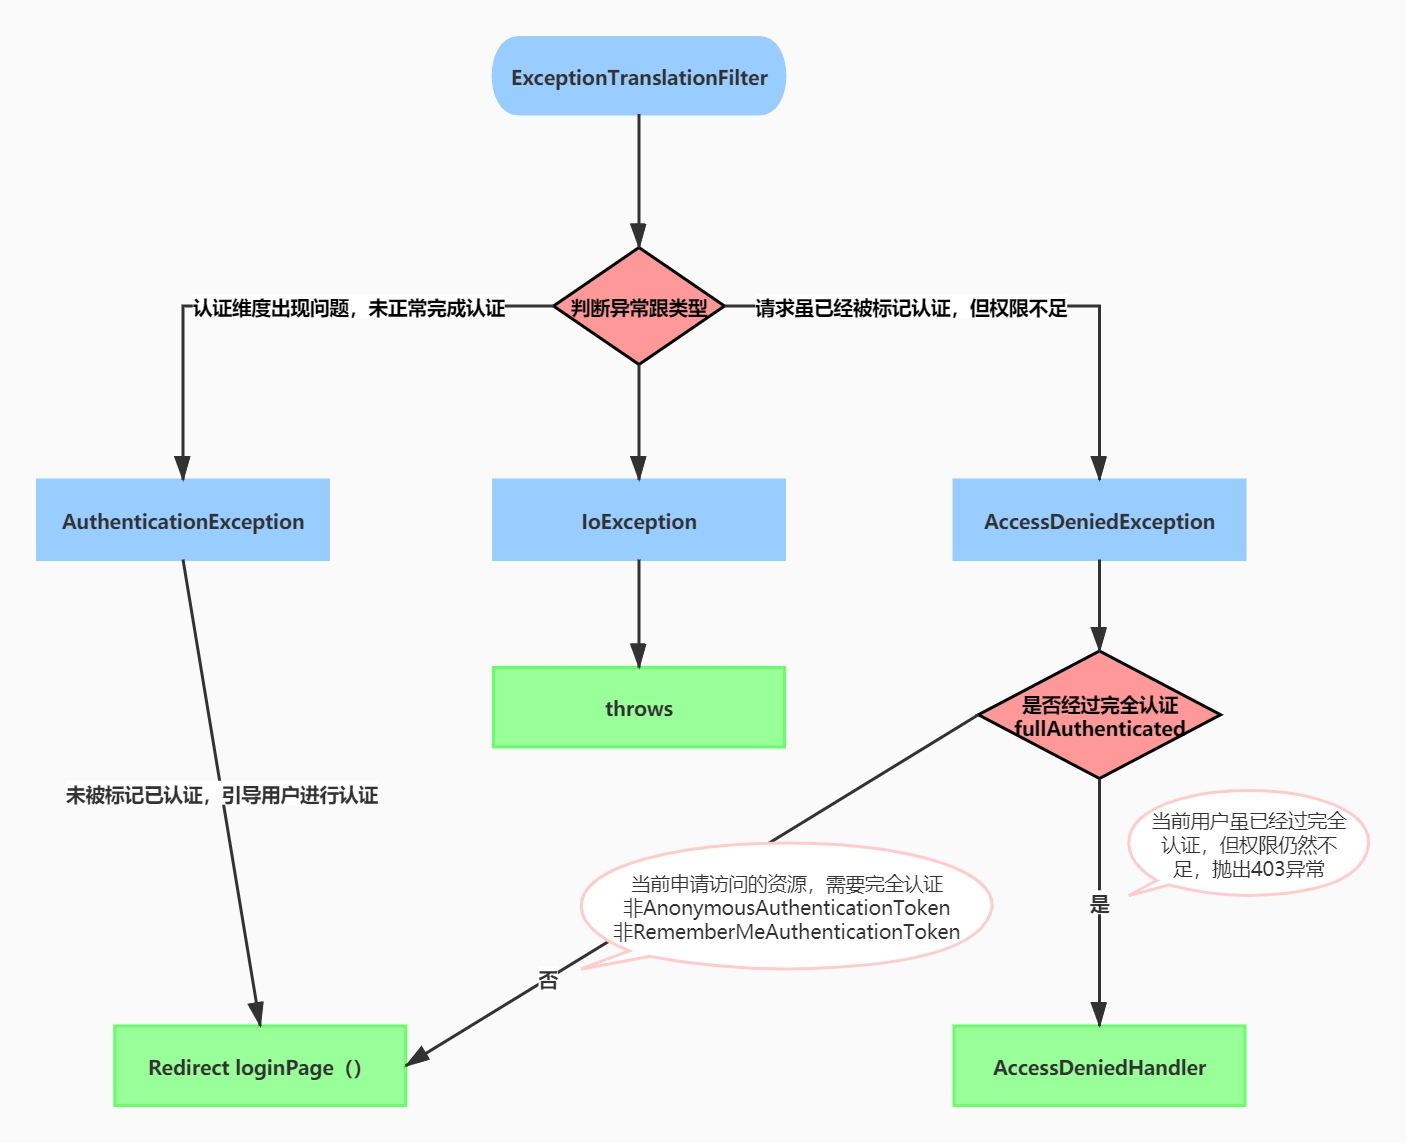 ExceptionTranslationFilter
认证维度出现问题，未正常完成认证
判断异常跟类型
请求虽已经被标记认证，但权限不足
AuthenticationException
IoException
AccessDeniedException
throws
是否经过完全认证
fullAuthenticated
未被标记已认证，引导用户进行认证
当前用户虽已经过完全
认证，但权限仍然不
足，抛出403异常
当前申请访问的资源，需要完全认证
非AnonymousAuthenticationToken
非RememberMeAuthenticationToken
是
否
Redirect loginPage（）
AccessDeniedHandler